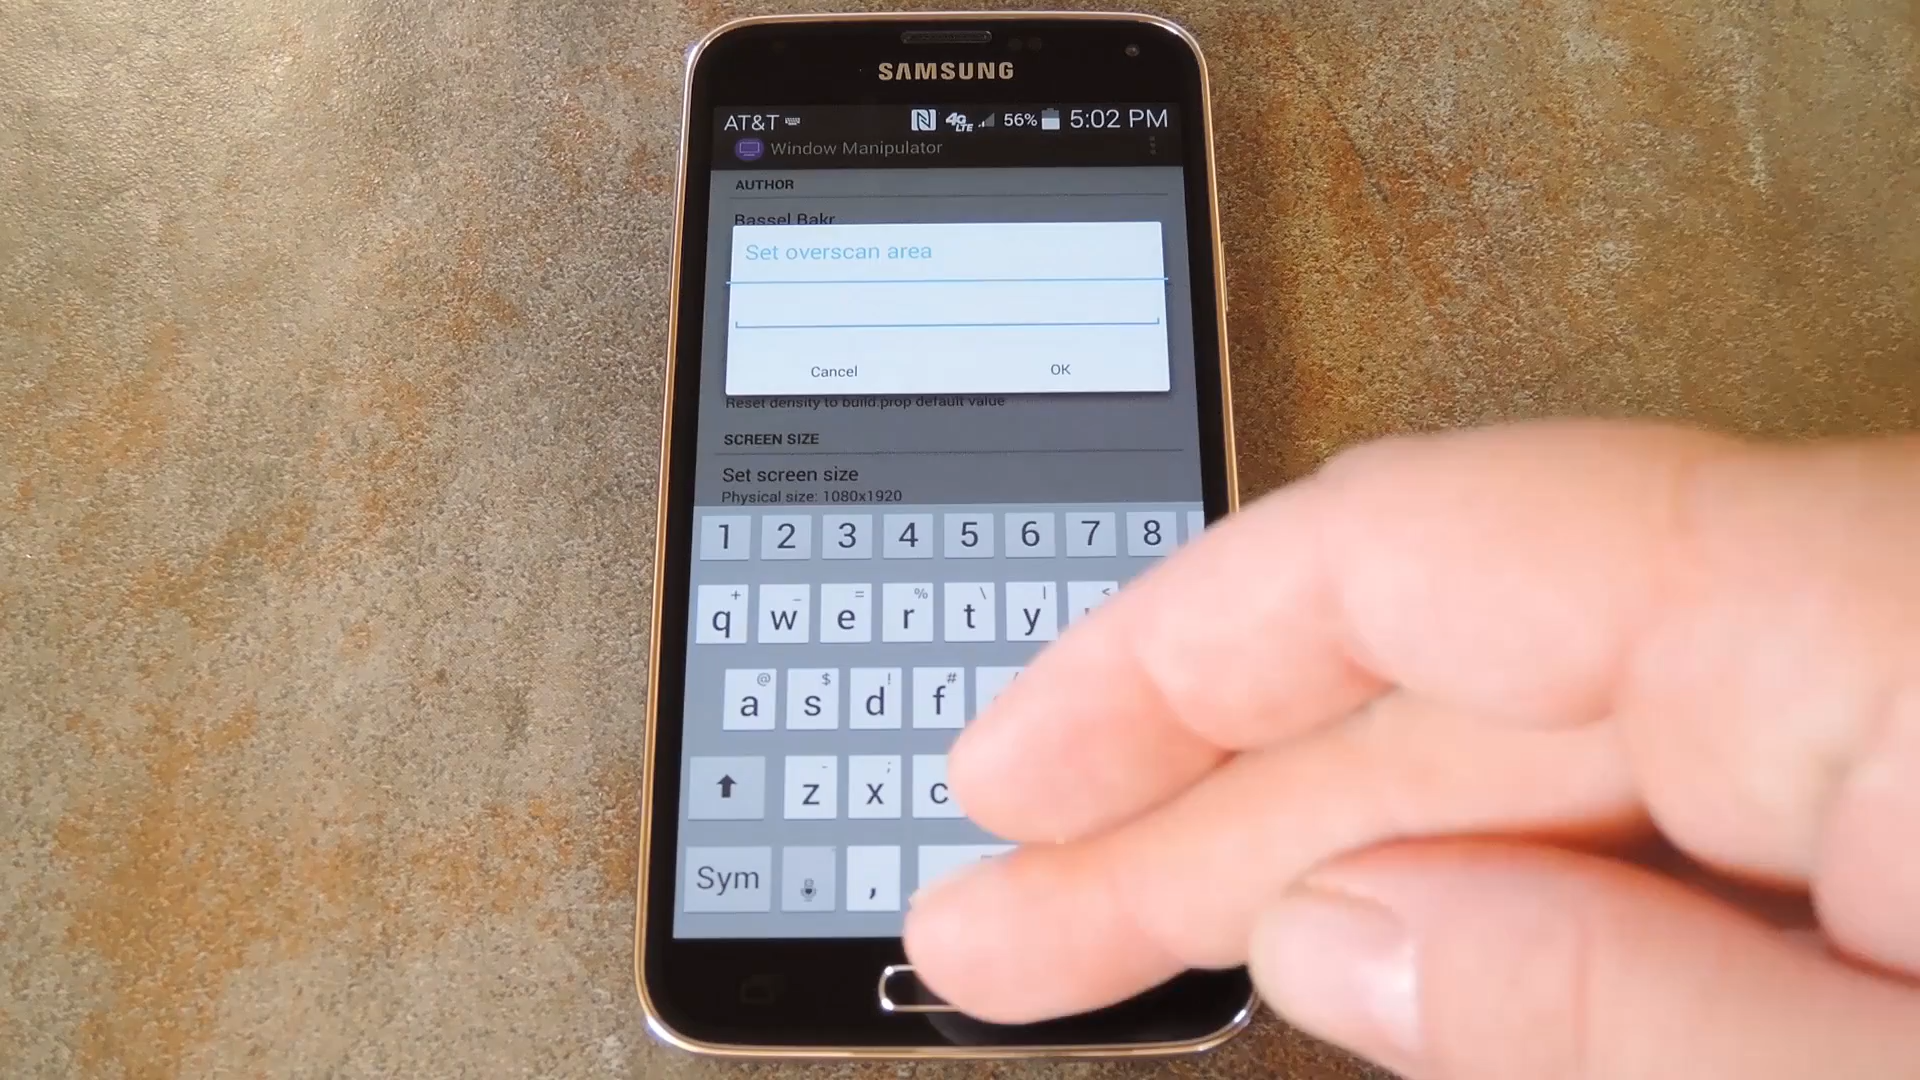 SAMSUNG
AT&T 4G LTE 56% 5:02 PM
Window Manipulator
AUTHOR
Bassel Bakr
Set overscan area
Cancel OK
Reset density to build.prop default value
SCREEN SIZE
Set screen size
Physical size: 1080x1920
1 2 3 4 5 6 7 8
+ _ = % \ | <
q w e r t y
@ $ ! # /
a s d f
- ;
z x c
Sym ,